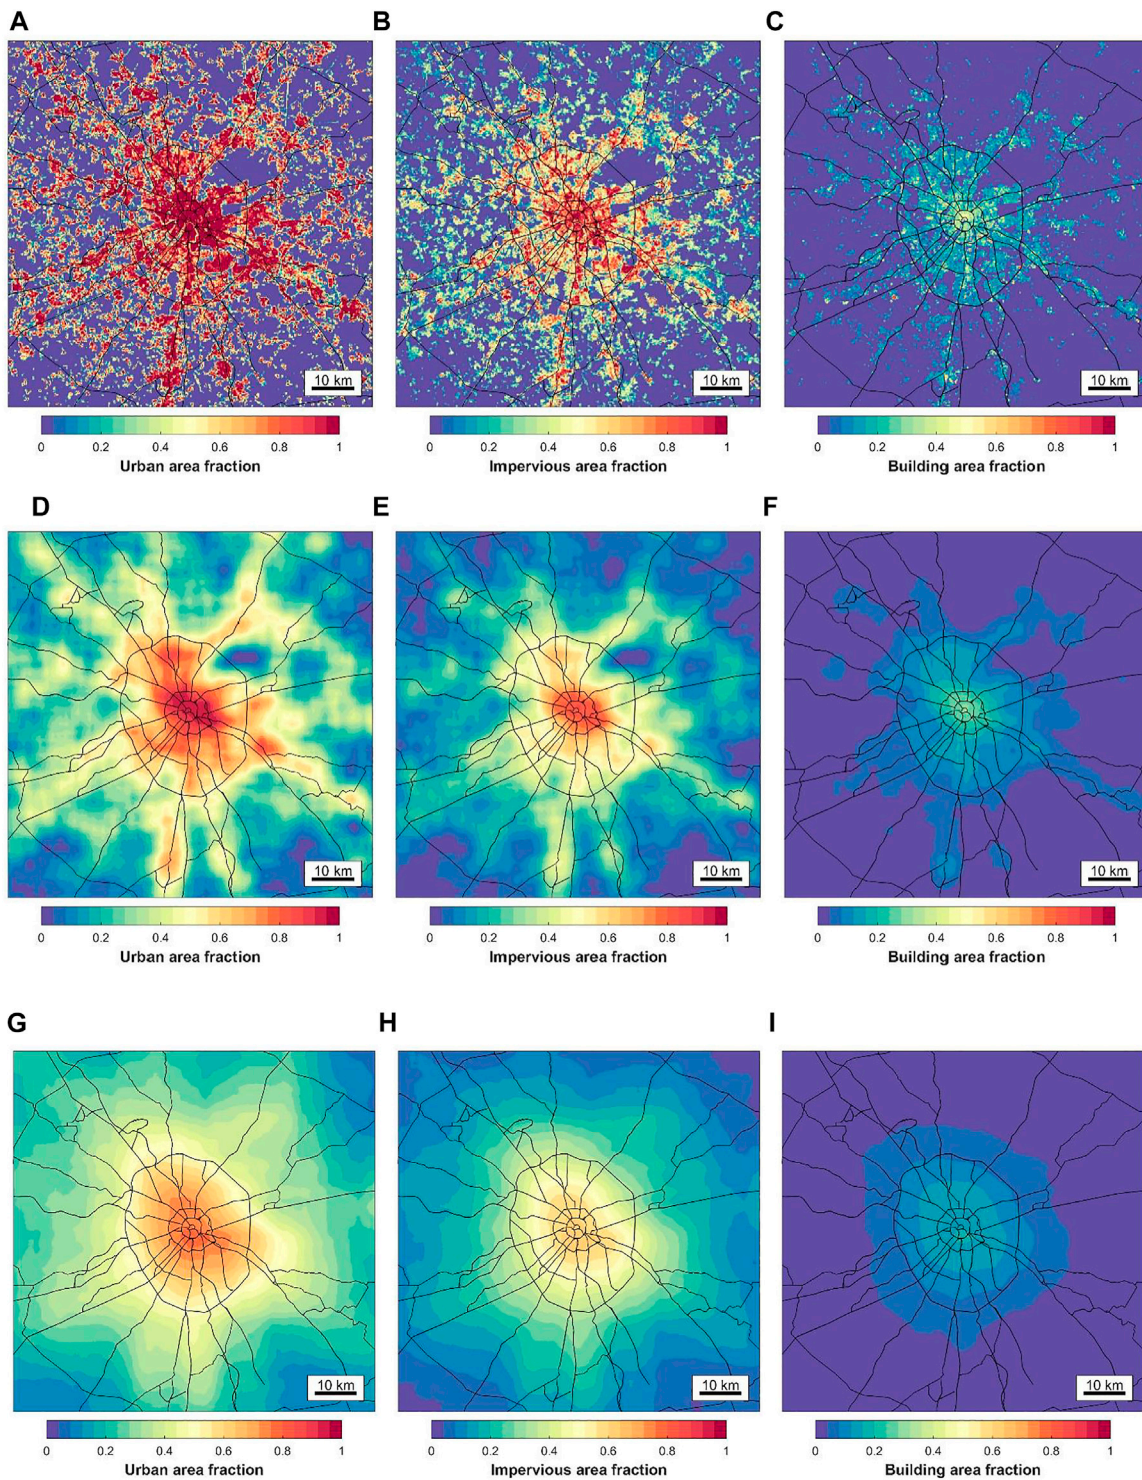 A B C
10 km 10 km 10 km
0 0.2 0.4 0.6 0.8 1 0 0.2 0.4 0.6 0.8 1 0 0.2 0.4 0.6 0.8 1
Urban area fraction Impervious area fraction Building area fraction
D E F
10 km 10 km 10 km
0 0.2 0.4 0.6 0.8 1 0 0.2 0.4 0.6 0.8 1 0 0.2 0.4 0.6 0.8 1
Urban area fraction Impervious area fraction Building area fraction
G H I
10 km 10 km 10 km
0 0.2 0.4 0.6 0.8 1 0 0.2 0.4 0.6 0.8 1 0 0.2 0.4 0.6 0.8 1
Urban area fraction Impervious area fraction Building area fraction